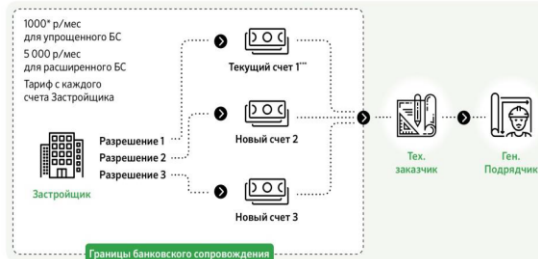 1000* р/мес
для упрощенного БС
5 000 р/мес
для расширенного БС
Тариф с каждого
счета Застройщика
Текущий счет 1***
Разрешение 1
Разрешение 2
Разрешение 3
Застройщик
Новый счет 2
Новый счет 3
Тех.
заказчик
Ген.
Подрядчик
Границы банковского сопровождения